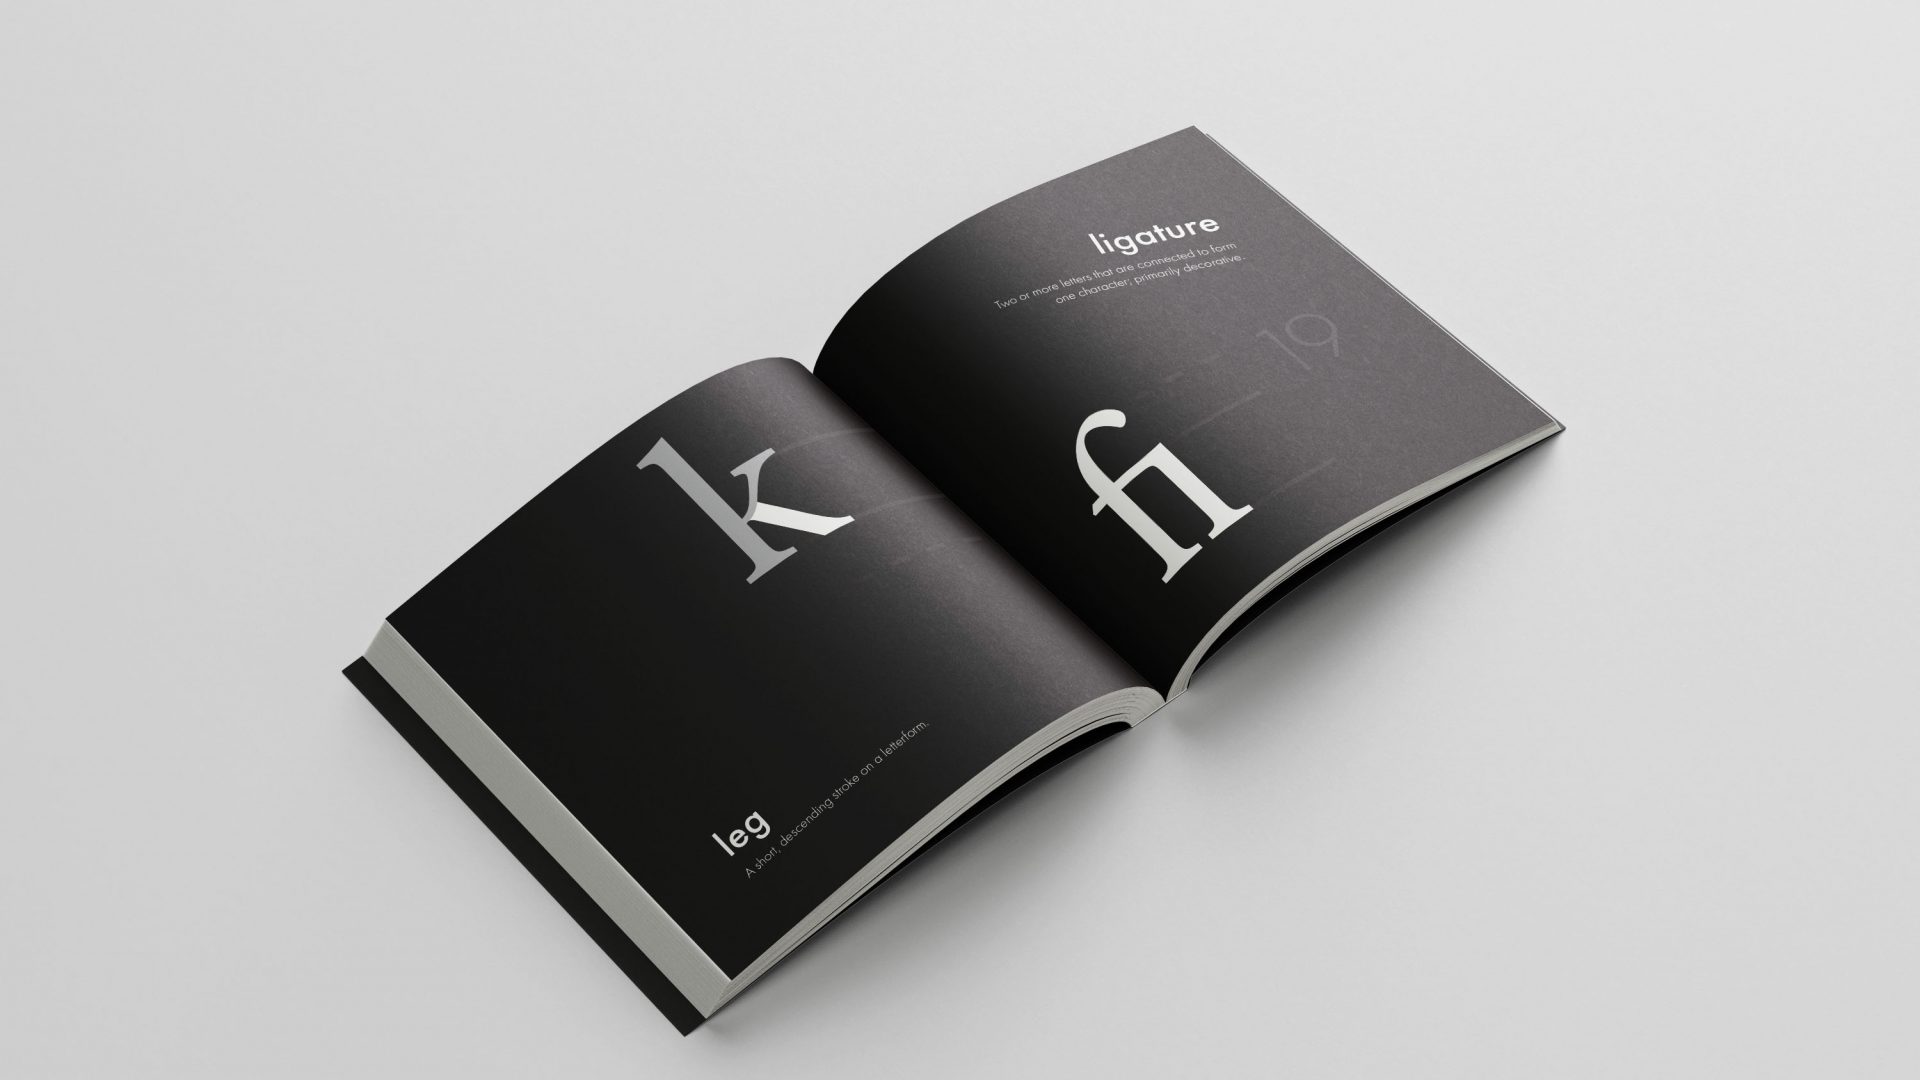 k
leg
A short, descending stroke on a letterform.
ligature
Two or more letters that are connected to form
one character; primarily decorative.
19
fi